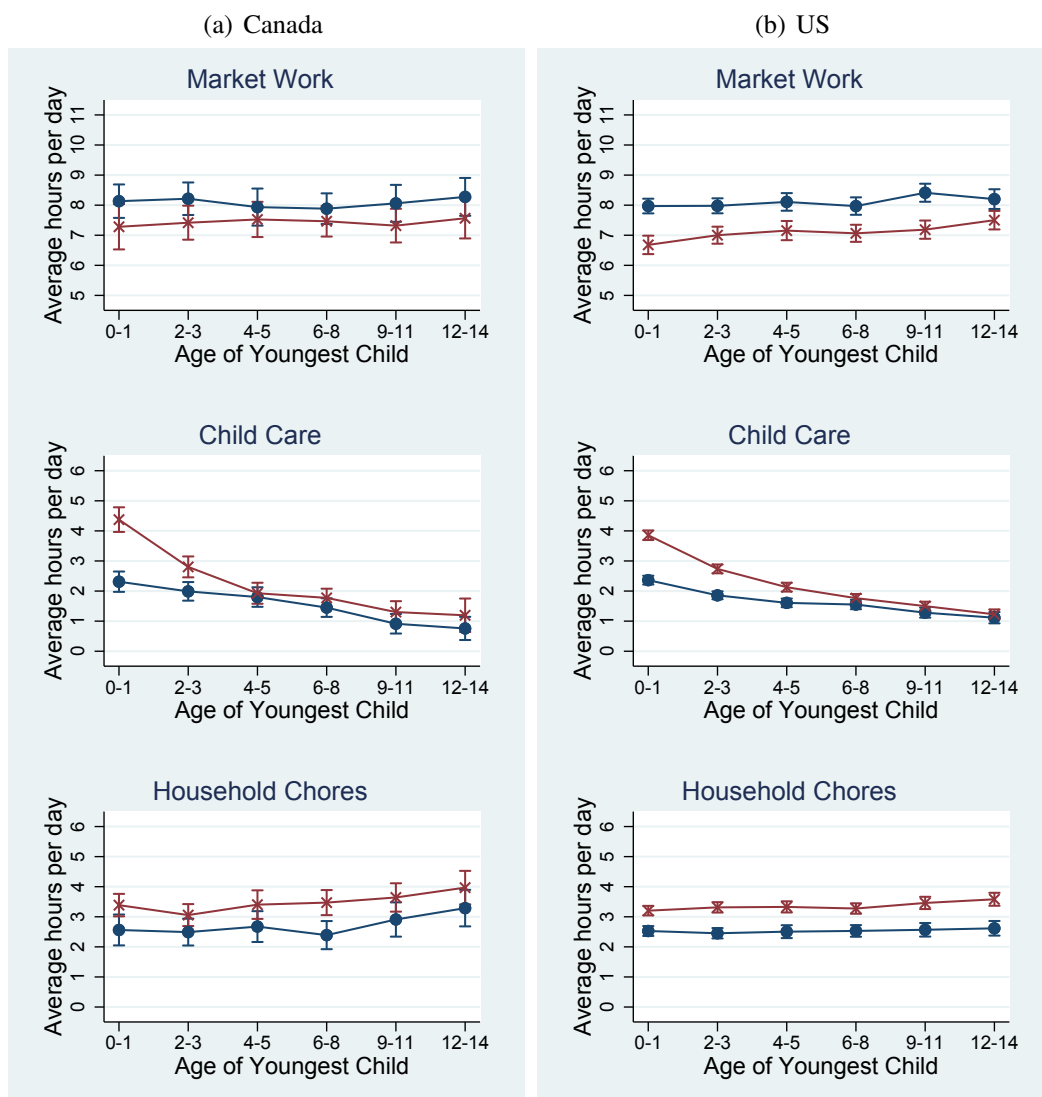 (a) Canada
Market Work
Average hours per day
11
10
9
8
7
6
5
0-1 2-3 4-5 6-8 9-11 12-14
Age of Youngest Child
Child Care
Average hours per day
6
5
4
3
2
1
0
0-1 2-3 4-5 6-8 9-11 12-14
Age of Youngest Child
Household Chores
Average hours per day
6
5
4
3
2
1
0
0-1 2-3 4-5 6-8 9-11 12-14
Age of Youngest Child
(b) US
Market Work
Average hours per day
11
10
9
8
7
6
5
0-1 2-3 4-5 6-8 9-11 12-14
Age of Youngest Child
Child Care
Average hours per day
6
5
4
3
2
1
0
0-1 2-3 4-5 6-8 9-11 12-14
Age of Youngest Child
Household Chores
Average hours per day
6
5
4
3
2
1
0
0-1 2-3 4-5 6-8 9-11 12-14
Age of Youngest Child